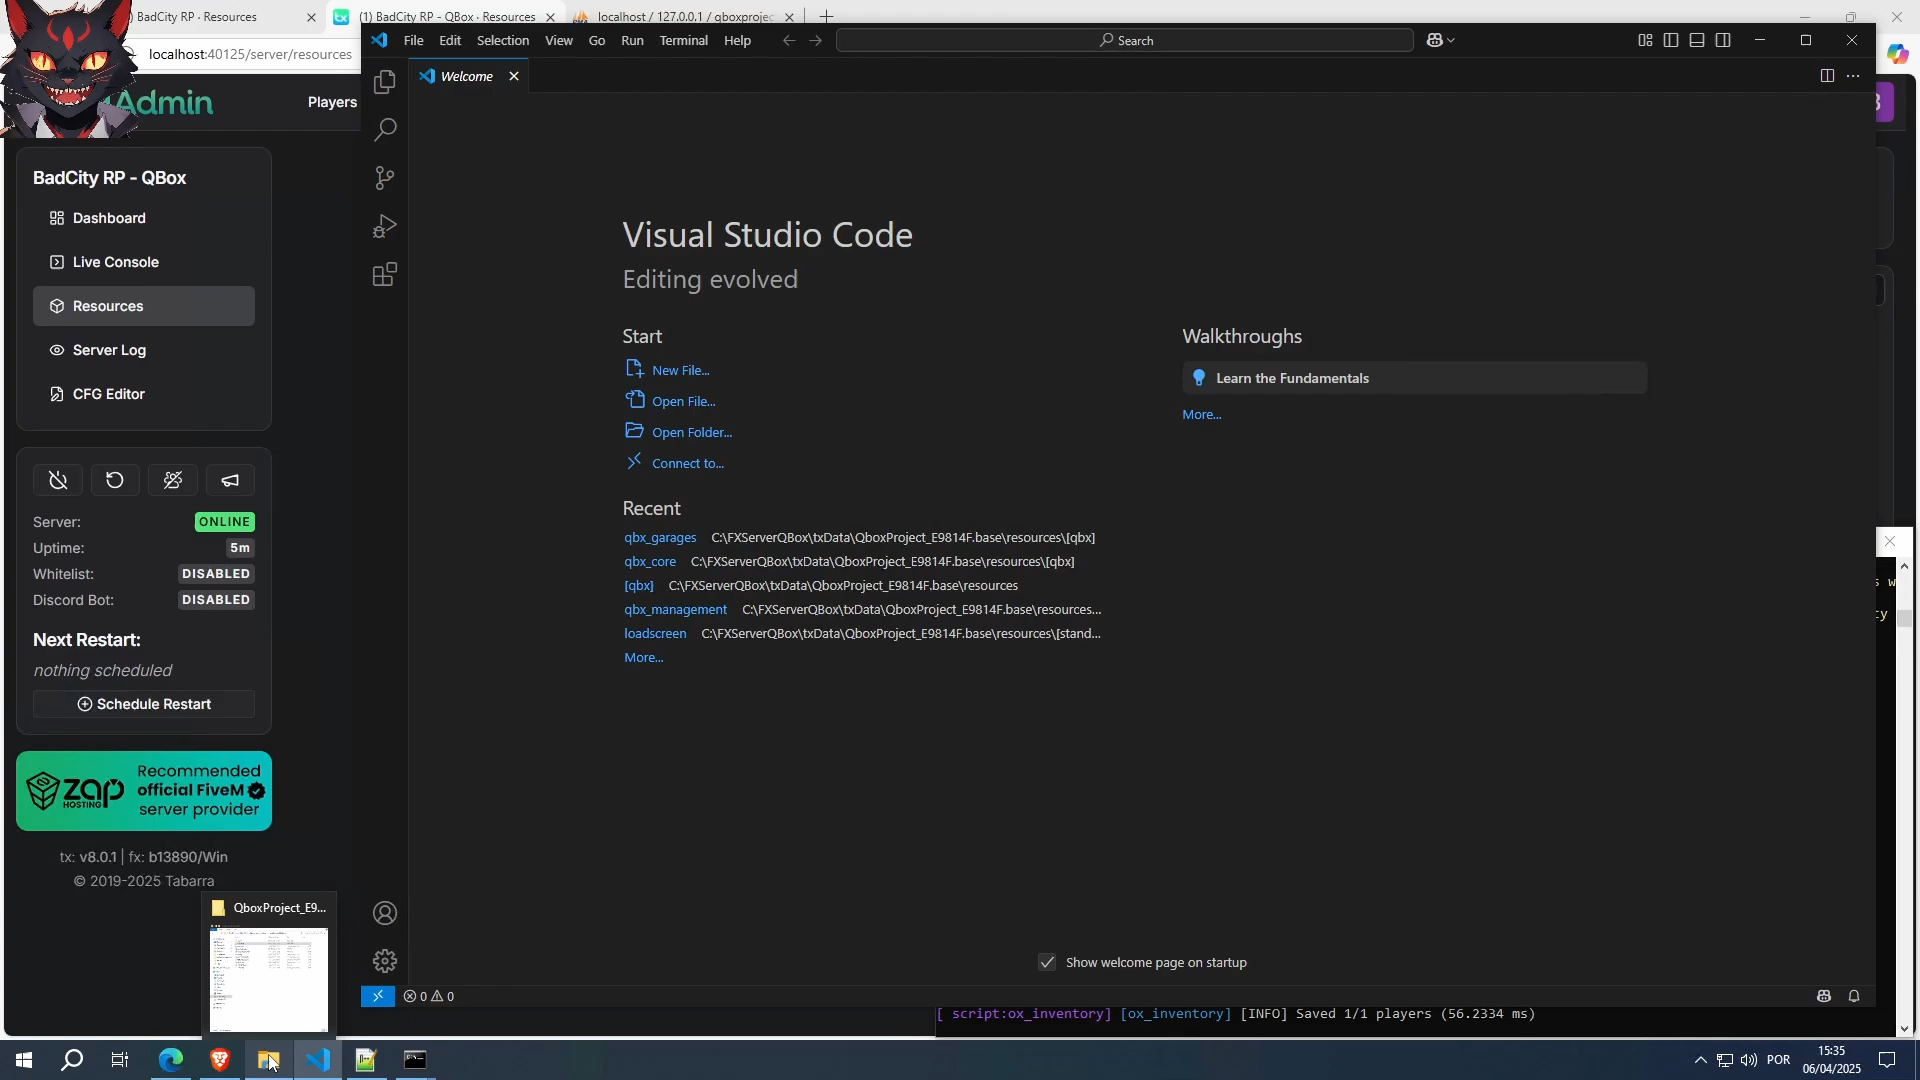 ) BadCity RP · Resources
(1) BadCity RP - QBox · Resources
localhost / 127.0.0.1 / qboxprojec
localhost:40125/server/resources
Admin
Players
File Edit Selection View Go Run Terminal Help
Search
Welcome
BadCity RP - QBox
Dashboard
Live Console
Resources
Server Log
CFG Editor
Server: ONLINE
Uptime: 5m
Whitelist: DISABLED
Discord Bot: DISABLED
Next Restart:
nothing scheduled
Schedule Restart
ZAP
HOSTING
Recommended
official FiveM
server provider
tx: v8.0.1 | fx: b13890/Win
© 2019-2025 Tabarra
QboxProject_E9...
Visual Studio Code
Editing evolved
Start
New File...
Open File...
Open Folder...
Connect to...
Recent
qbx_garages C:\FXServerQBox\txData\QboxProject_E9814F.base\resources\[qbx]
qbx_core C:\FXServerQBox\txData\QboxProject_E9814F.base\resources\[qbx]
[qbx] C:\FXServerQBox\txData\QboxProject_E9814F.base\resources
qbx_management C:\FXServerQBox\txData\QboxProject_E9814F.base\resources...
loadscreen C:\FXServerQBox\txData\QboxProject_E9814F.base\resources\[stand...
More...
Walkthroughs
Learn the Fundamentals
More...
Show welcome page on startup
0 0
[ script:ox_inventory] [ox_inventory] [INFO] Saved 1/1 players (56.2334 ms)
POR
15:35
06/04/2025